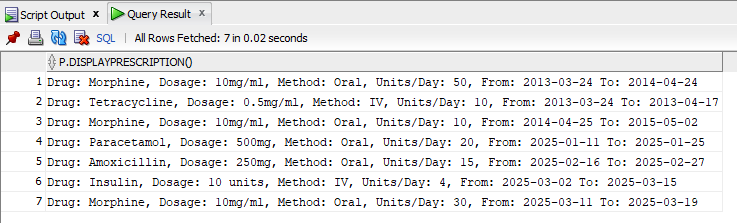 Script Output x Query Result x
SQL | All Rows Fetched: 7 in 0.02 seconds
P.DISPLAYPRESCRIPTION()
1 Drug: Morphine, Dosage: 10mg/ml, Method: Oral, Units/Day: 50, From: 2013-03-24 To: 2014-04-24
2 Drug: Tetracycline, Dosage: 0.5mg/ml, Method: IV, Units/Day: 10, From: 2013-03-24 To: 2013-04-17
3 Drug: Morphine, Dosage: 10mg/ml, Method: Oral, Units/Day: 10, From: 2014-04-25 To: 2015-05-02
4 Drug: Paracetamol, Dosage: 500mg, Method: Oral, Units/Day: 20, From: 2025-01-11 To: 2025-01-25
5 Drug: Amoxicillin, Dosage: 250mg, Method: Oral, Units/Day: 15, From: 2025-02-16 To: 2025-02-27
6 Drug: Insulin, Dosage: 10 units, Method: IV, Units/Day: 4, From: 2025-03-02 To: 2025-03-15
7 Drug: Morphine, Dosage: 10mg/ml, Method: Oral, Units/Day: 30, From: 2025-03-11 To: 2025-03-19